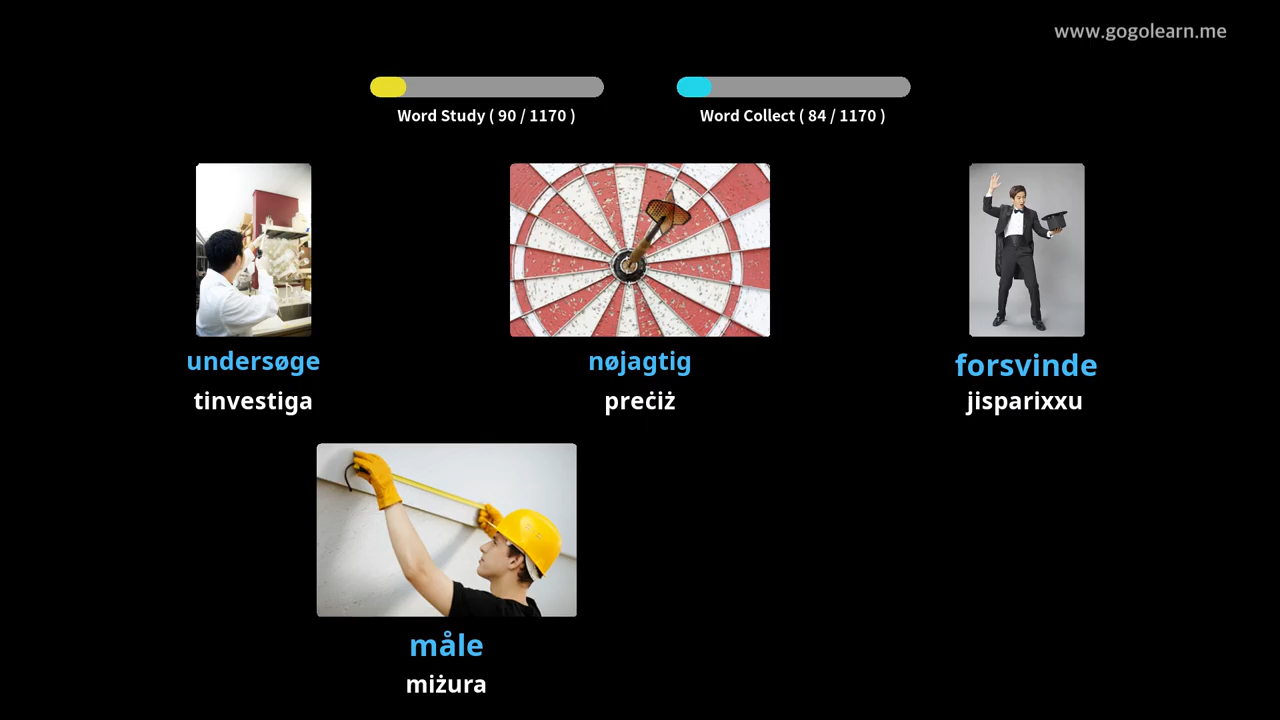 www.gogolearn.me
Word Study ( 90 / 1170 )
Word Collect ( 84 / 1170 )
undersøge
tinvestiga
nøjagtig
preċiż
forsvinde
jisparixxu
måle
miżura